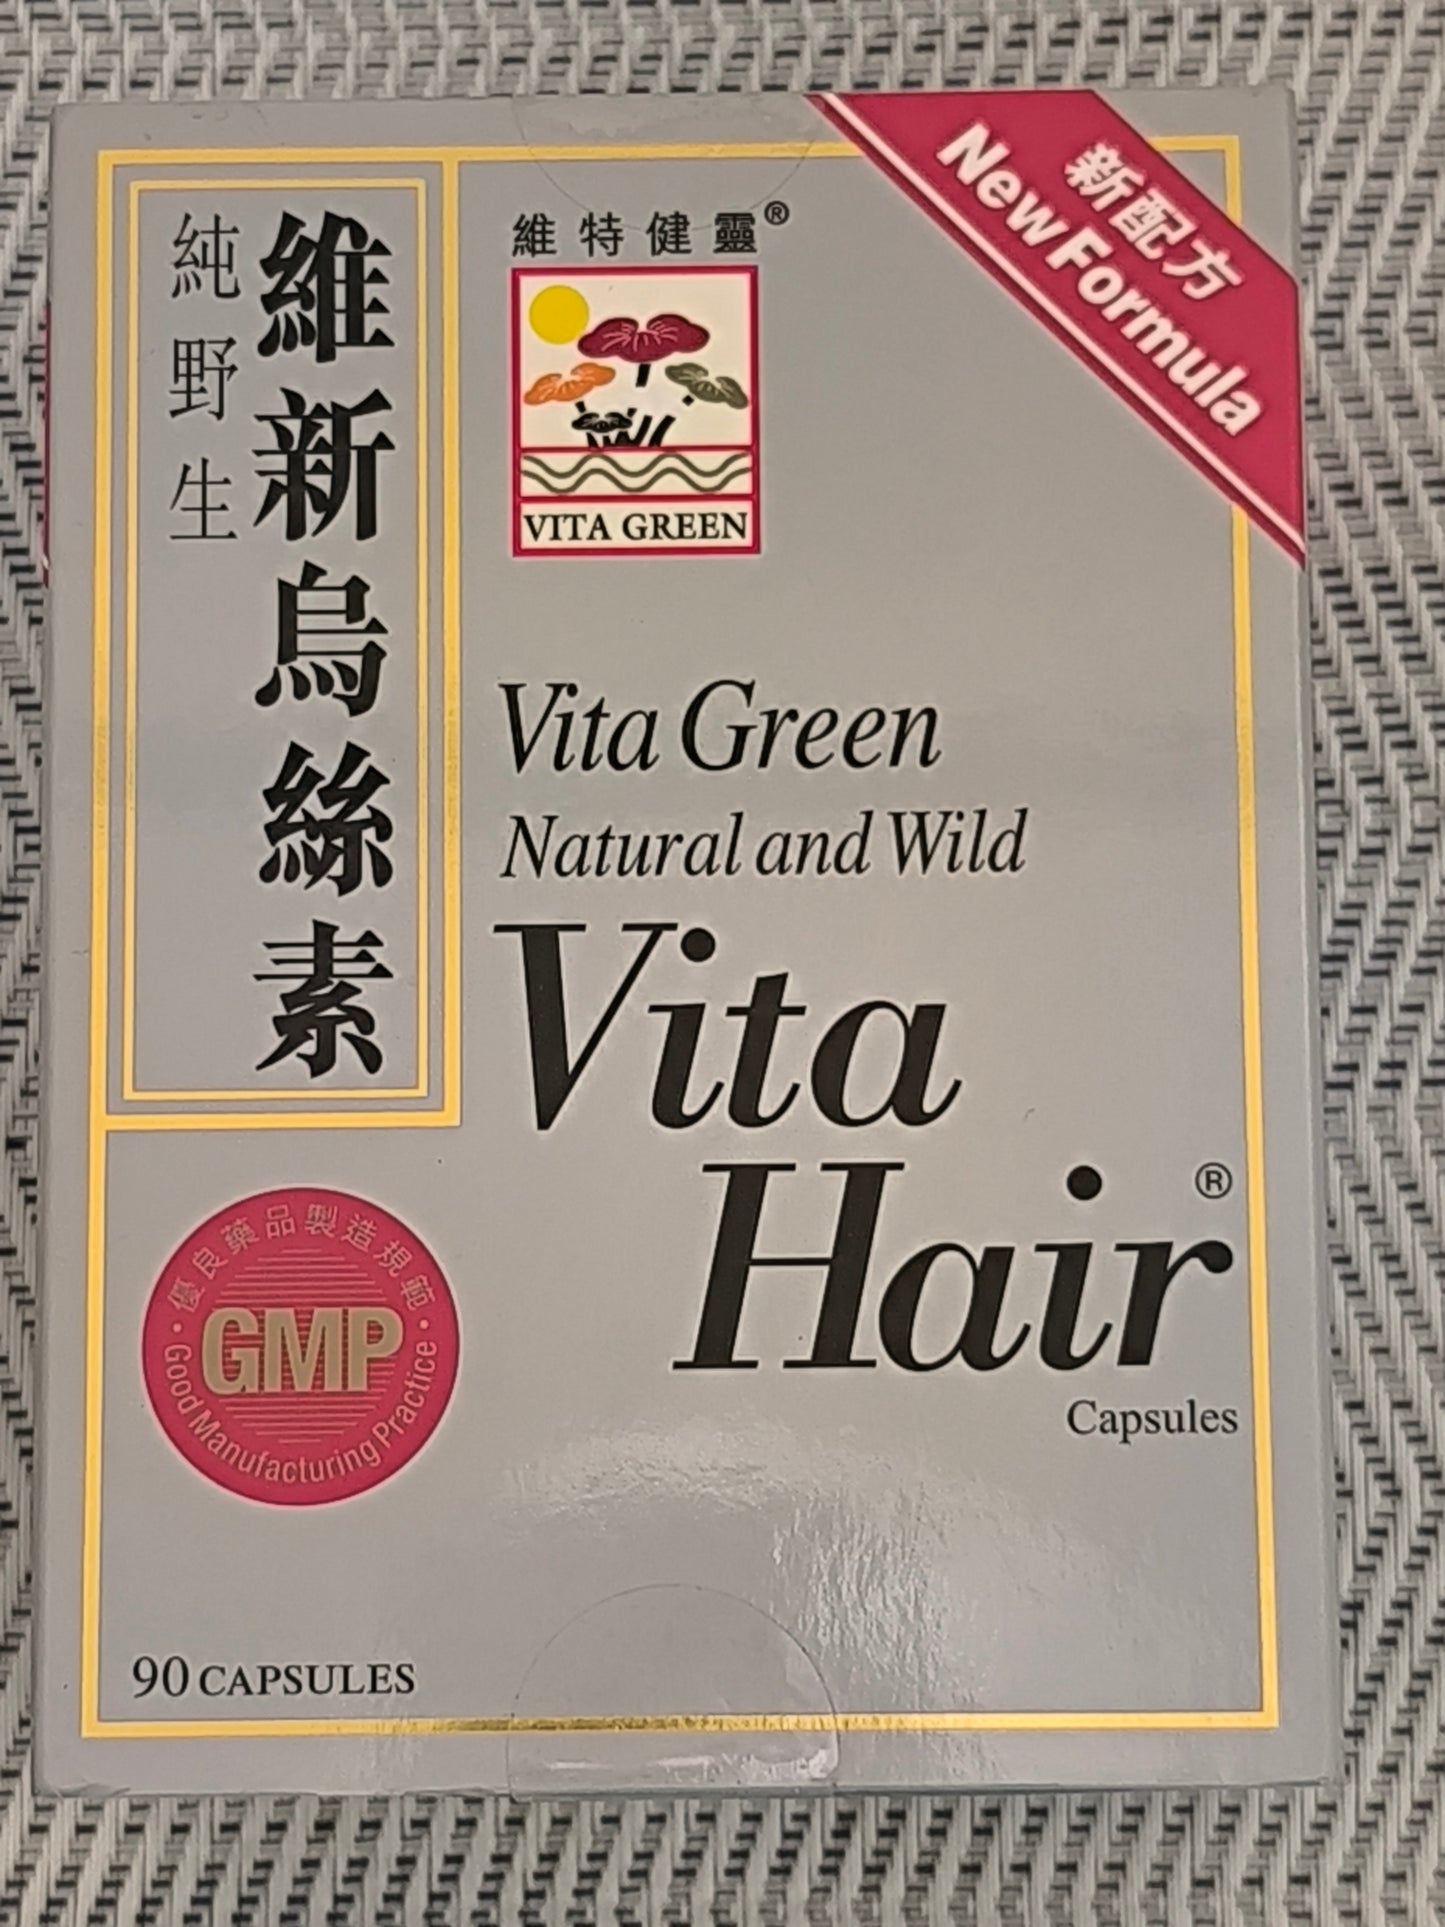 新配方
New Formula
維特健靈®
VITA GREEN
維新烏絲素
純野生
Vita Green
Natural and Wild
Vita
Hair®
Capsules
優良藥品製造規範
GMP
Good Manufacturing Practice
90 CAPSULES